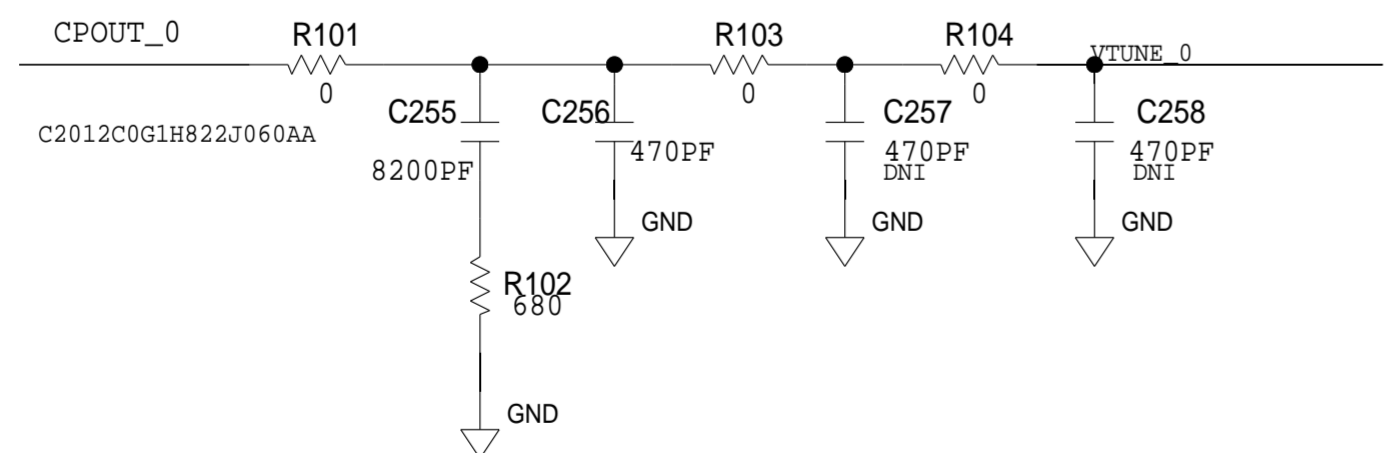 CPOUT_0
R101
R103
R104
VTUNE_0
0
0
0
C255
C256
C257
C258
C2012C0G1H822J060AA
8200PF
470PF
470PF
DNI
470PF
DNI
GND
GND
GND
R102
680
GND